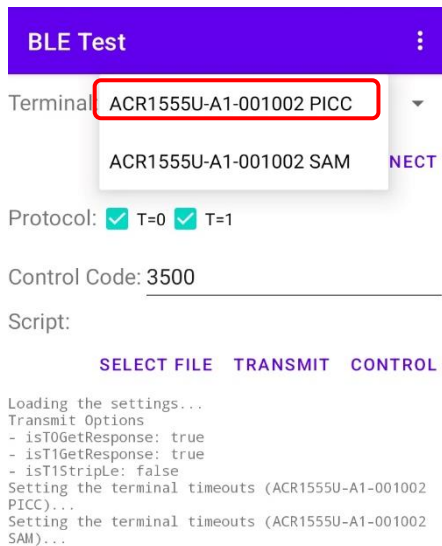 BLE Test
Terminal
ACR1555U-A1-001002 PICC
ACR1555U-A1-001002 SAM
NECT
Protocol: T=0 T=1
Control Code: 3500
Script:
SELECT FILE TRANSMIT CONTROL
Loading the settings...
Transmit Options
- isT0GetResponse: true
- isT1GetResponse: true
- isT1StripLe: false
Setting the terminal timeouts (ACR1555U-A1-001002
PICC)...
Setting the terminal timeouts (ACR1555U-A1-001002
SAM)...